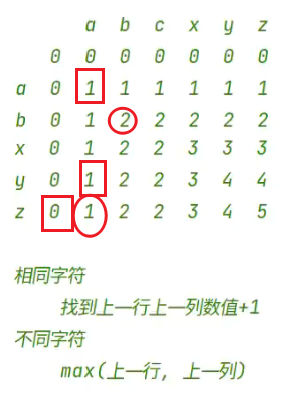 a b c x y z
0 0 0 0 0 0 0
a 0 1 1 1 1 1 1
b 0 1 2 2 2 2 2
x 0 1 2 2 3 3 3
y 0 1 2 2 3 4 4
z 0 1 2 2 3 4 5
相同字符
找到上一行上一列数值+1
不同字符
max(上一行, 上一列)